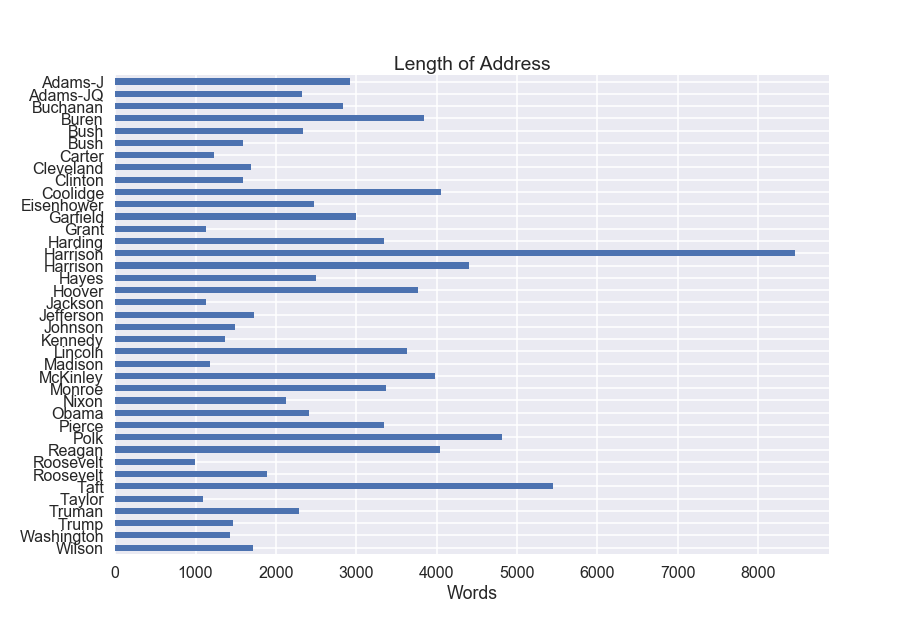 Length of Address
Adams-J
Adams-JQ
Buchanan
Buren
Bush
Bush
Carter
Cleveland
Clinton
Coolidge
Eisenhower
Garfield
Grant
Harding
Harrison
Harrison
Hayes
Hoover
Jackson
Jefferson
Johnson
Kennedy
Lincoln
Madison
McKinley
Monroe
Nixon
Obama
Pierce
Polk
Reagan
Roosevelt
Roosevelt
Taft
Taylor
Truman
Trump
Washington
Wilson
0 1000 2000 3000 4000 5000 6000 7000 8000
Words